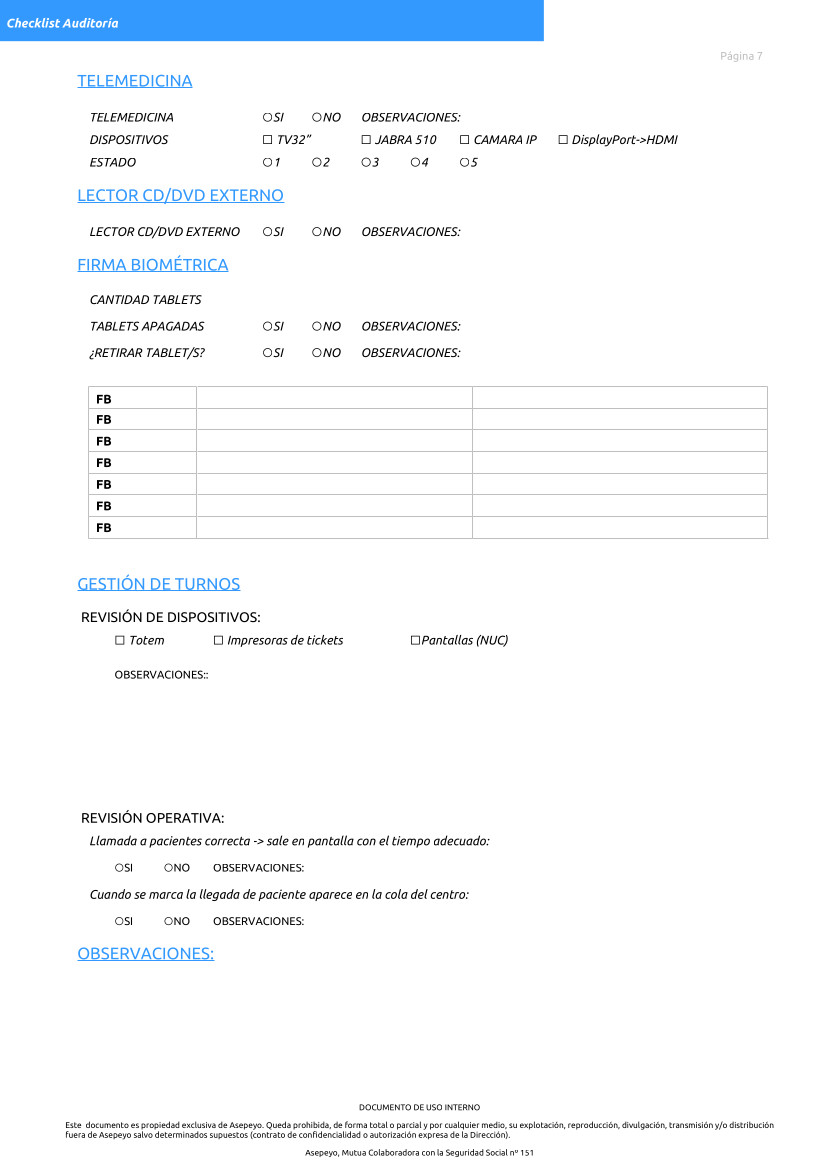 Checklist Auditoría
Página 7
TELEMEDICINA
TELEMEDICINA ○SI ○NO OBSERVACIONES:
DISPOSITIVOS ☐ TV32” ☐ JABRA 510 ☐ CAMARA IP ☐ DisplayPort->HDMI
ESTADO ○1 ○2 ○3 ○4 ○5
LECTOR CD/DVD EXTERNO
LECTOR CD/DVD EXTERNO ○SI ○NO OBSERVACIONES:
FIRMA BIOMÉTRICA
CANTIDAD TABLETS
TABLETS APAGADAS ○SI ○NO OBSERVACIONES:
¿RETIRAR TABLET/S? ○SI ○NO OBSERVACIONES:
FB
FB
FB
FB
FB
FB
FB
GESTIÓN DE TURNOS
REVISIÓN DE DISPOSITIVOS:
☐ Totem ☐ Impresoras de tickets ☐Pantallas (NUC)
OBSERVACIONES::
REVISIÓN OPERATIVA:
Llamada a pacientes correcta -> sale en pantalla con el tiempo adecuado:
○SI ○NO OBSERVACIONES:
Cuando se marca la llegada de paciente aparece en la cola del centro:
○SI ○NO OBSERVACIONES:
OBSERVACIONES:
DOCUMENTO DE USO INTERNO
Este documento es propiedad exclusiva de Asepeyo. Queda prohibida, de forma total o parcial y por cualquier medio, su explotación, reproducción, divulgación, transmisión y/o distribución
fuera de Asepeyo salvo determinados supuestos (contrato de confidencialidad o autorización expresa de la Dirección).
Asepeyo, Mutua Colaboradora con la Seguridad Social nº 151